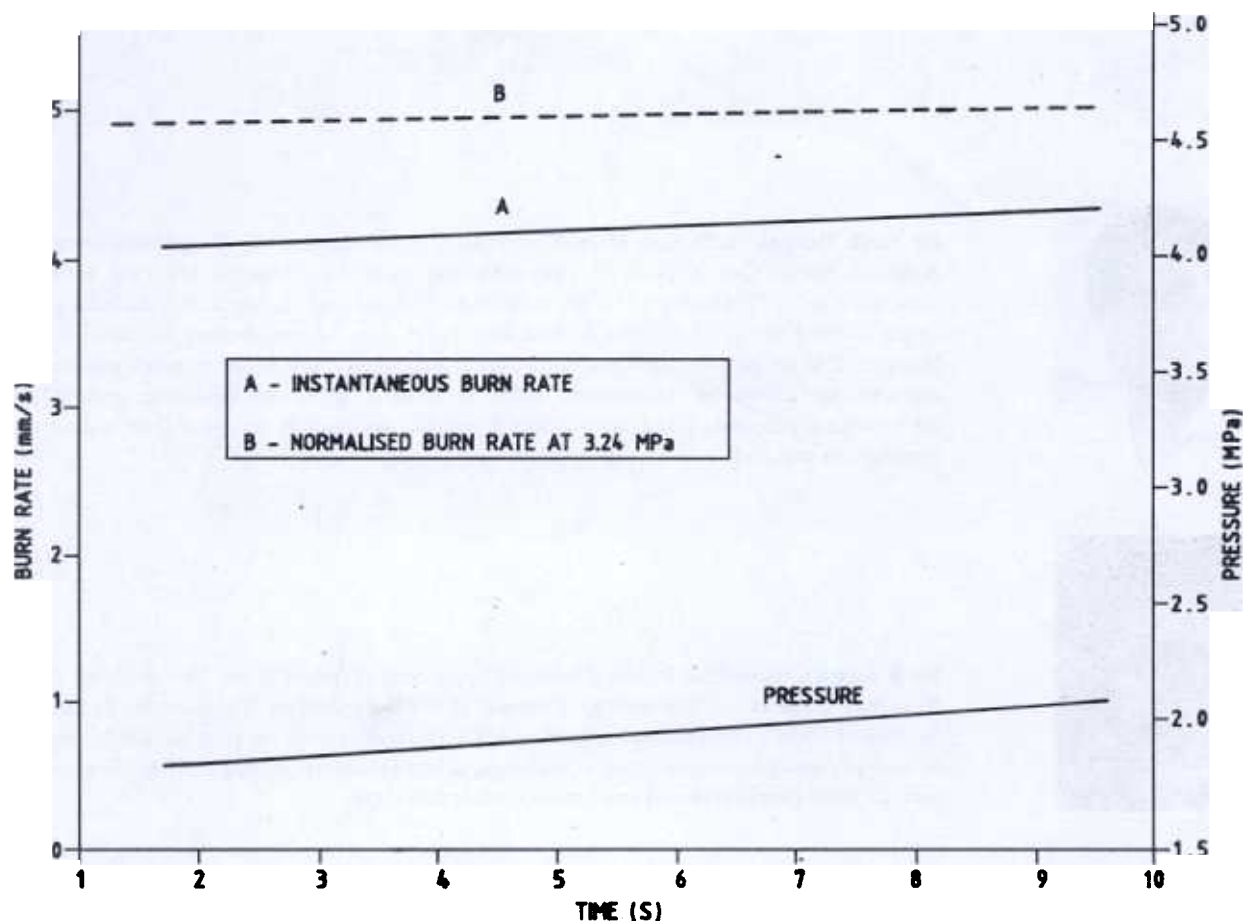 5.0
B
5
4.5
A
4
4.0
A - INSTANTANEOUS BURN RATE
B - NORMALISED BURN RATE AT 3.24 MPa
3.5
3
3.0
BURN RATE (mm/s)
PRESSURE (MPa)
2
2.5
PRESSURE
1
2.0
0
1.5
1 2 3 4 5 6 7 8 9 10
TIME (S)